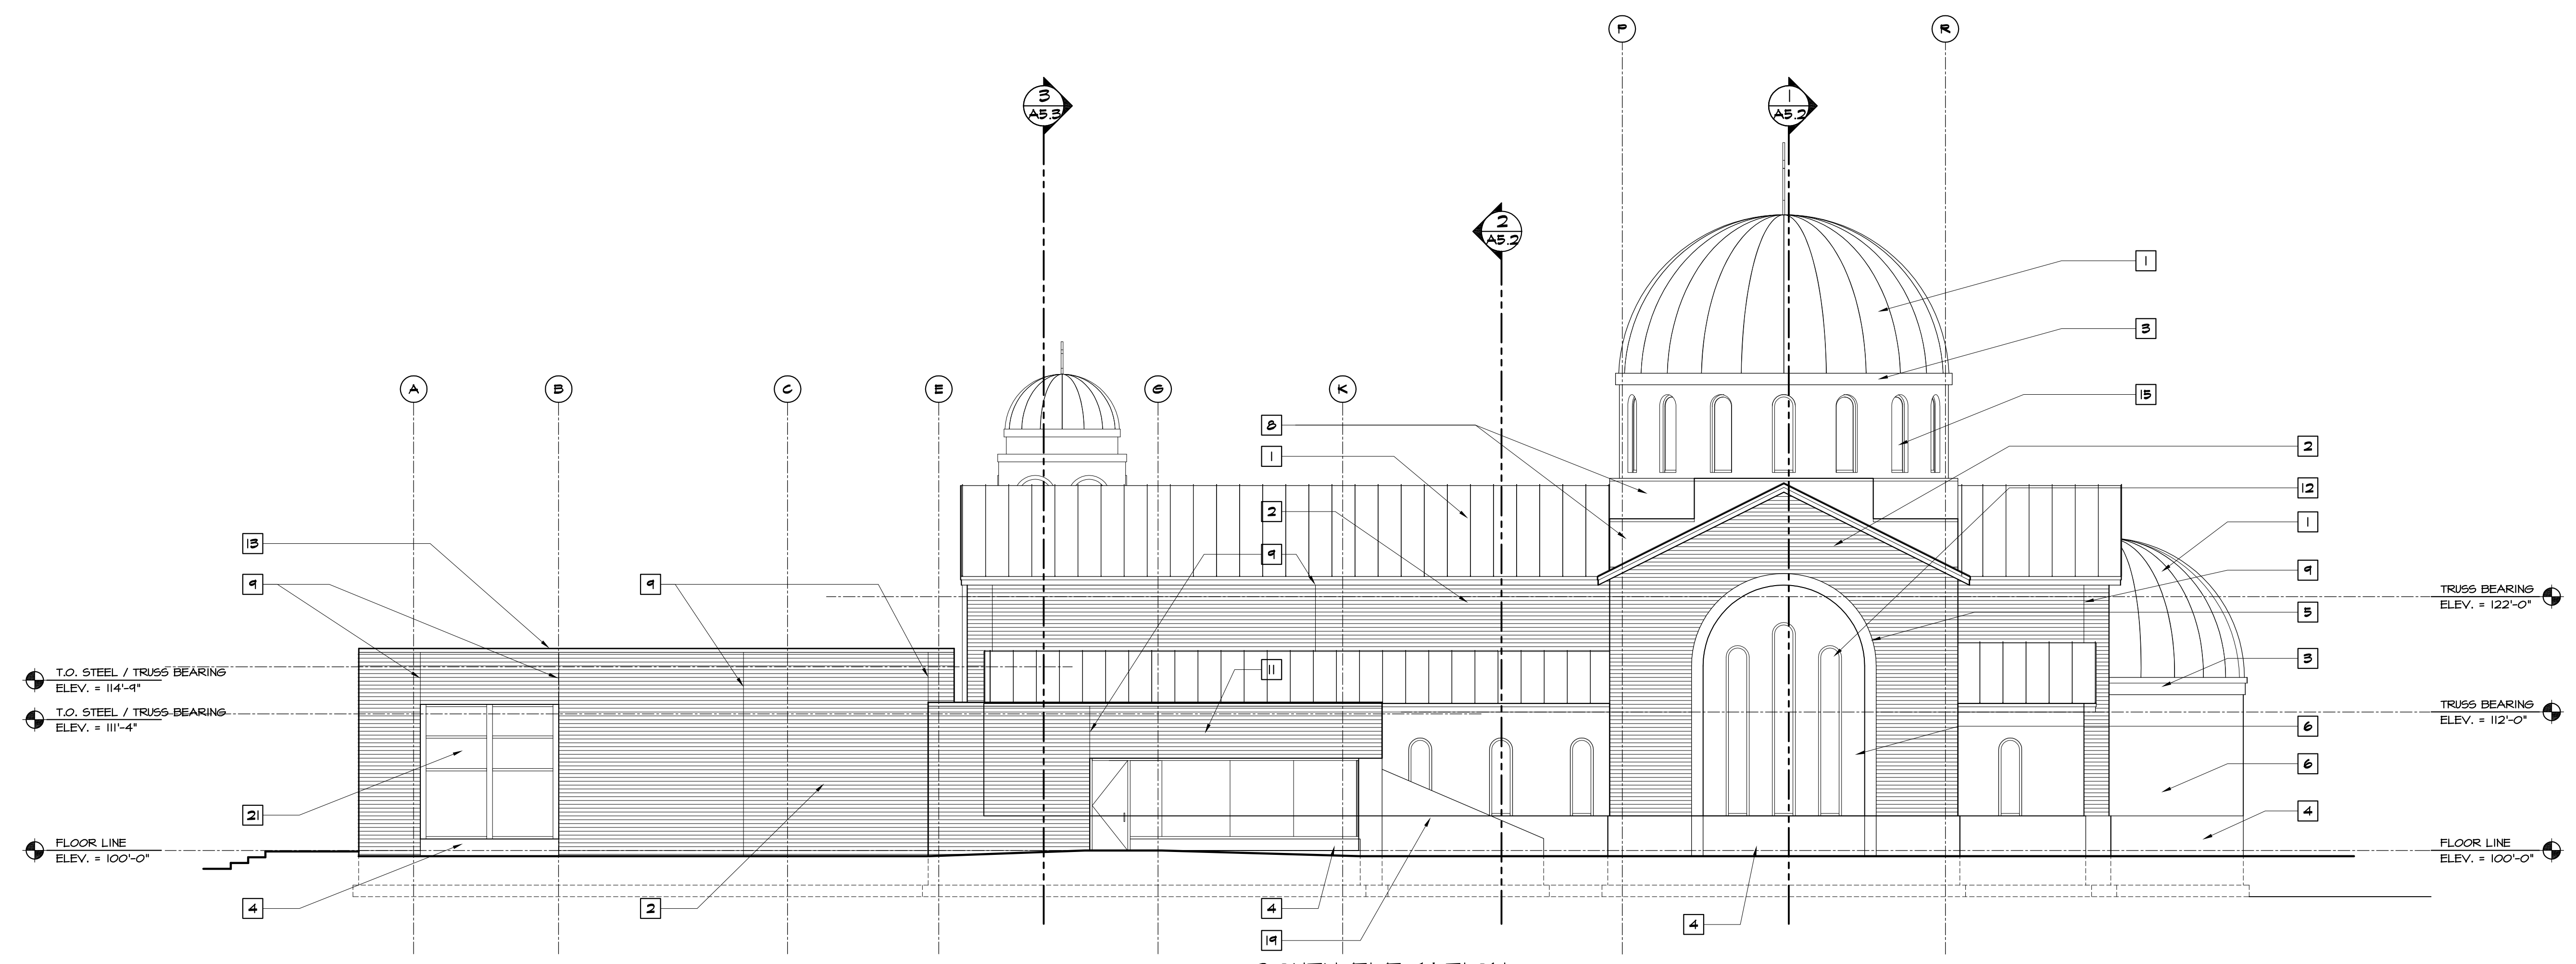 P
R
3
A5.3
1
A5.2
2
A5.2
1
3
A
B
C
E
G
K
15
8
2
1
12
2
1
13
9
9
9
9
5
TRUSS BEARING
ELEV. = 122'-0"
T.O. STEEL / TRUSS BEARING
ELEV. = 114'-9"
11
3
T.O. STEEL / TRUSS BEARING
ELEV. = 111'-4"
TRUSS BEARING
ELEV. = 112'-0"
6
6
21
4
FLOOR LINE
ELEV. = 100'-0"
FLOOR LINE
ELEV. = 100'-0"
4
2
4
4
19